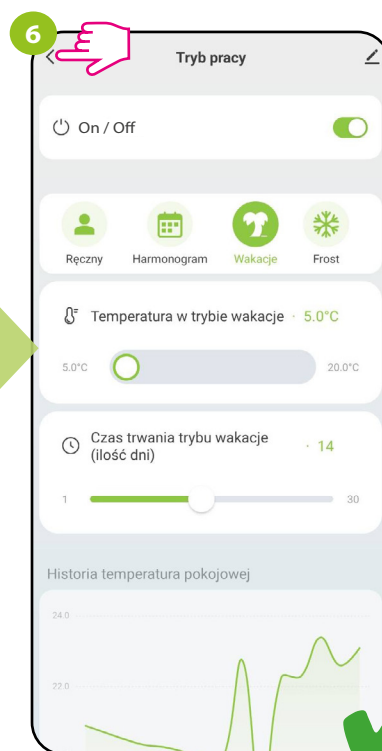 6
Tryb pracy
On / Off
Ręczny Harmonogram Wakacje Frost
Temperatura w trybie wakacje · 5.0°C
5.0°C 20.0°C
Czas trwania trybu wakacje
(ilość dni) · 14
1 30
Historia temperatura pokojowej
24.0
22.0